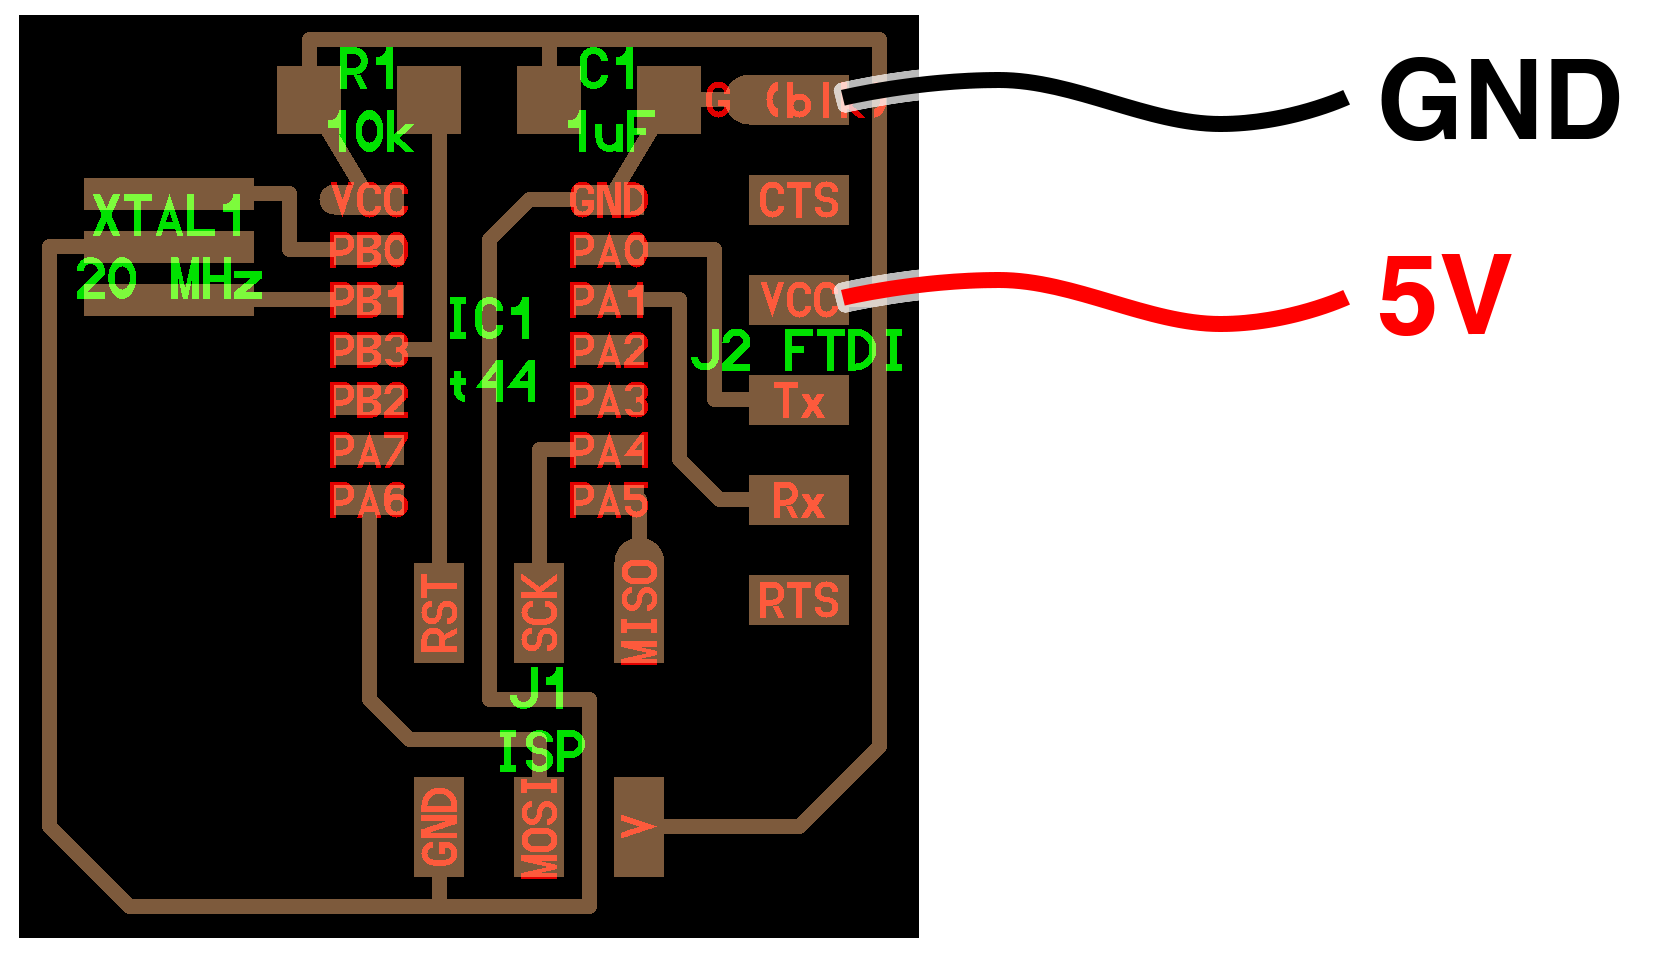 GND
5V
R1
10k
C1
1uF
G (blk)
XTAL1
20 MHz
VCC
PB0
PB1
PB3
PB2
PA7
PA6
IC1
t44
GND
PA0
PA1
PA2
PA3
PA4
PA5
CTS
VCC
J2 FTDI
Tx
Rx
RTS
RST
SCK
MISO
J1
ISP
GND
MOSI
V